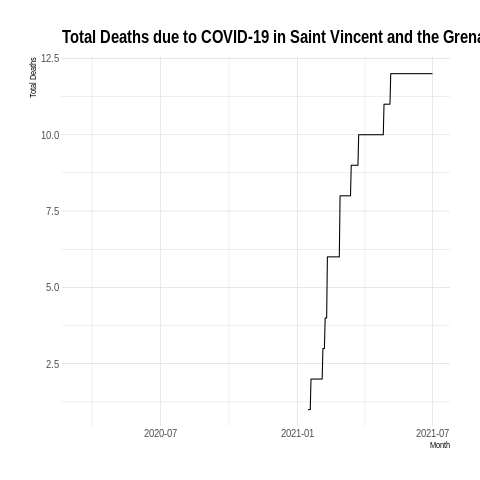 Total Deaths due to COVID-19 in Saint Vincent and the Grena
Total Deaths
12.5
10.0
7.5
5.0
2.5
2020-07
2021-01
2021-07
Month